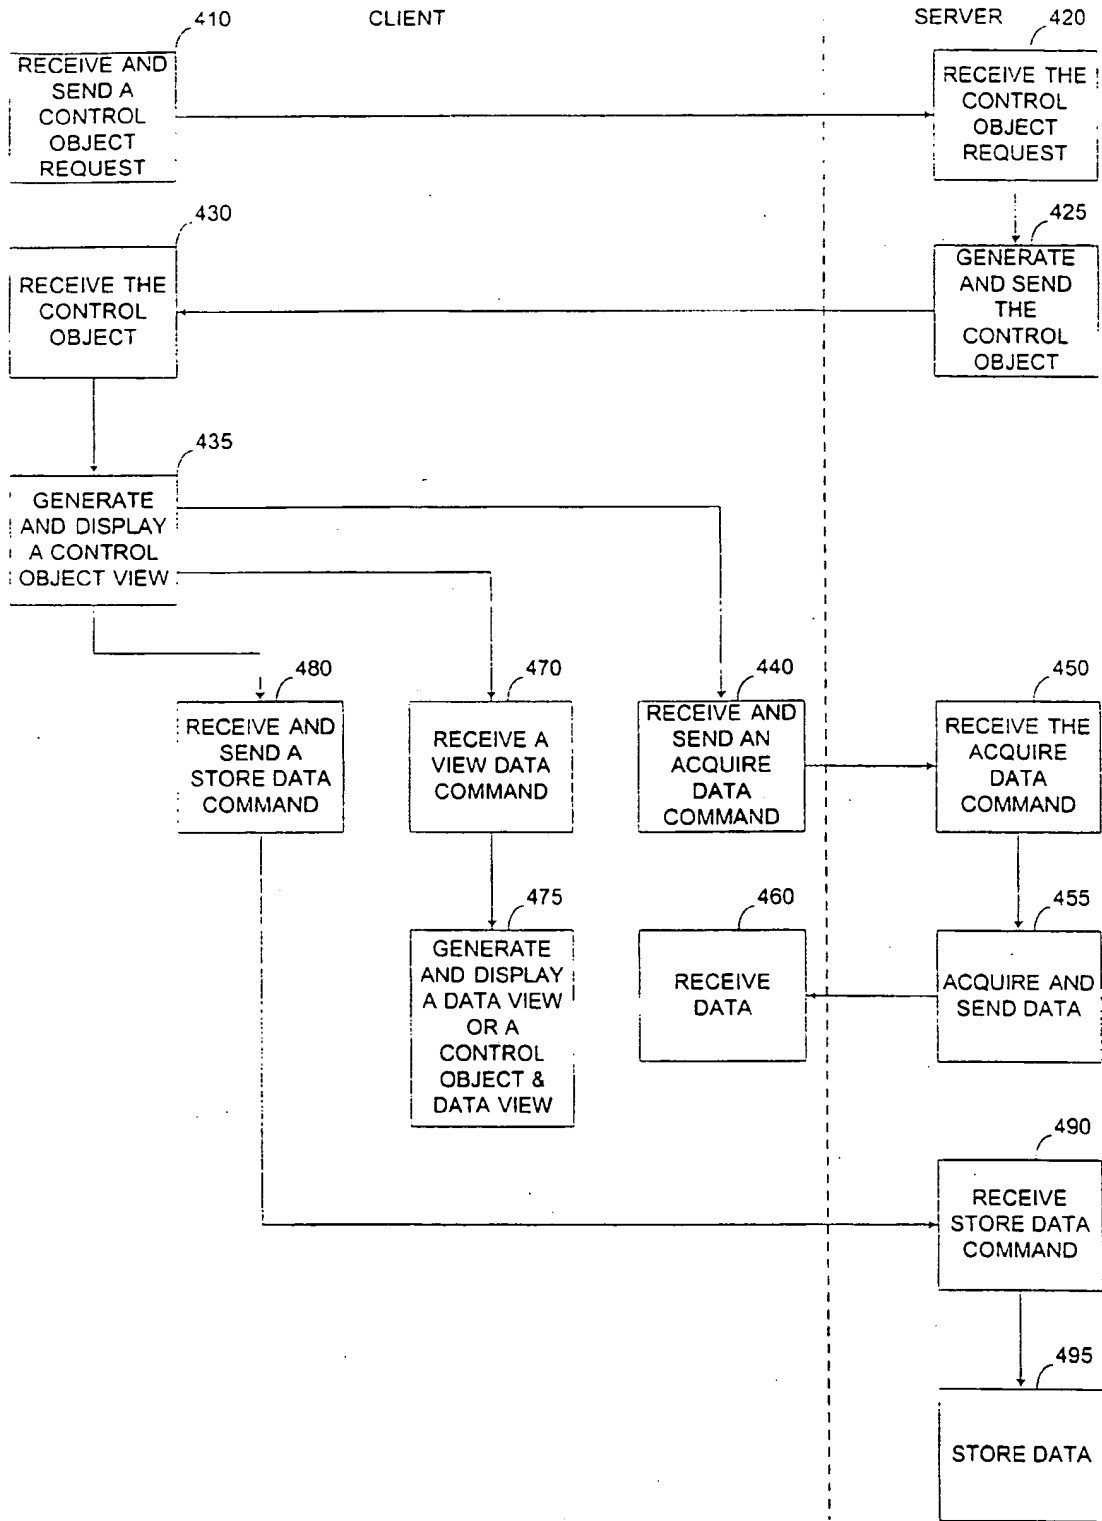 410
CLIENT
SERVER
420
RECEIVE AND
SEND A
CONTROL
OBJECT
REQUEST
RECEIVE THE
CONTROL
OBJECT
REQUEST
430
425
RECEIVE THE
CONTROL
OBJECT
GENERATE
AND SEND
THE
CONTROL
OBJECT
435
GENERATE
AND DISPLAY
A CONTROL
OBJECT VIEW
480
470
440
450
RECEIVE AND
SEND A
STORE DATA
COMMAND
RECEIVE A
VIEW DATA
COMMAND
RECEIVE AND
SEND AN
ACQUIRE
DATA
COMMAND
RECEIVE THE
ACQUIRE
DATA
COMMAND
475
460
455
GENERATE
AND DISPLAY
A DATA VIEW
OR A
CONTROL
OBJECT &
DATA VIEW
RECEIVE
DATA
ACQUIRE AND
SEND DATA
490
RECEIVE
STORE DATA
COMMAND
495
STORE DATA